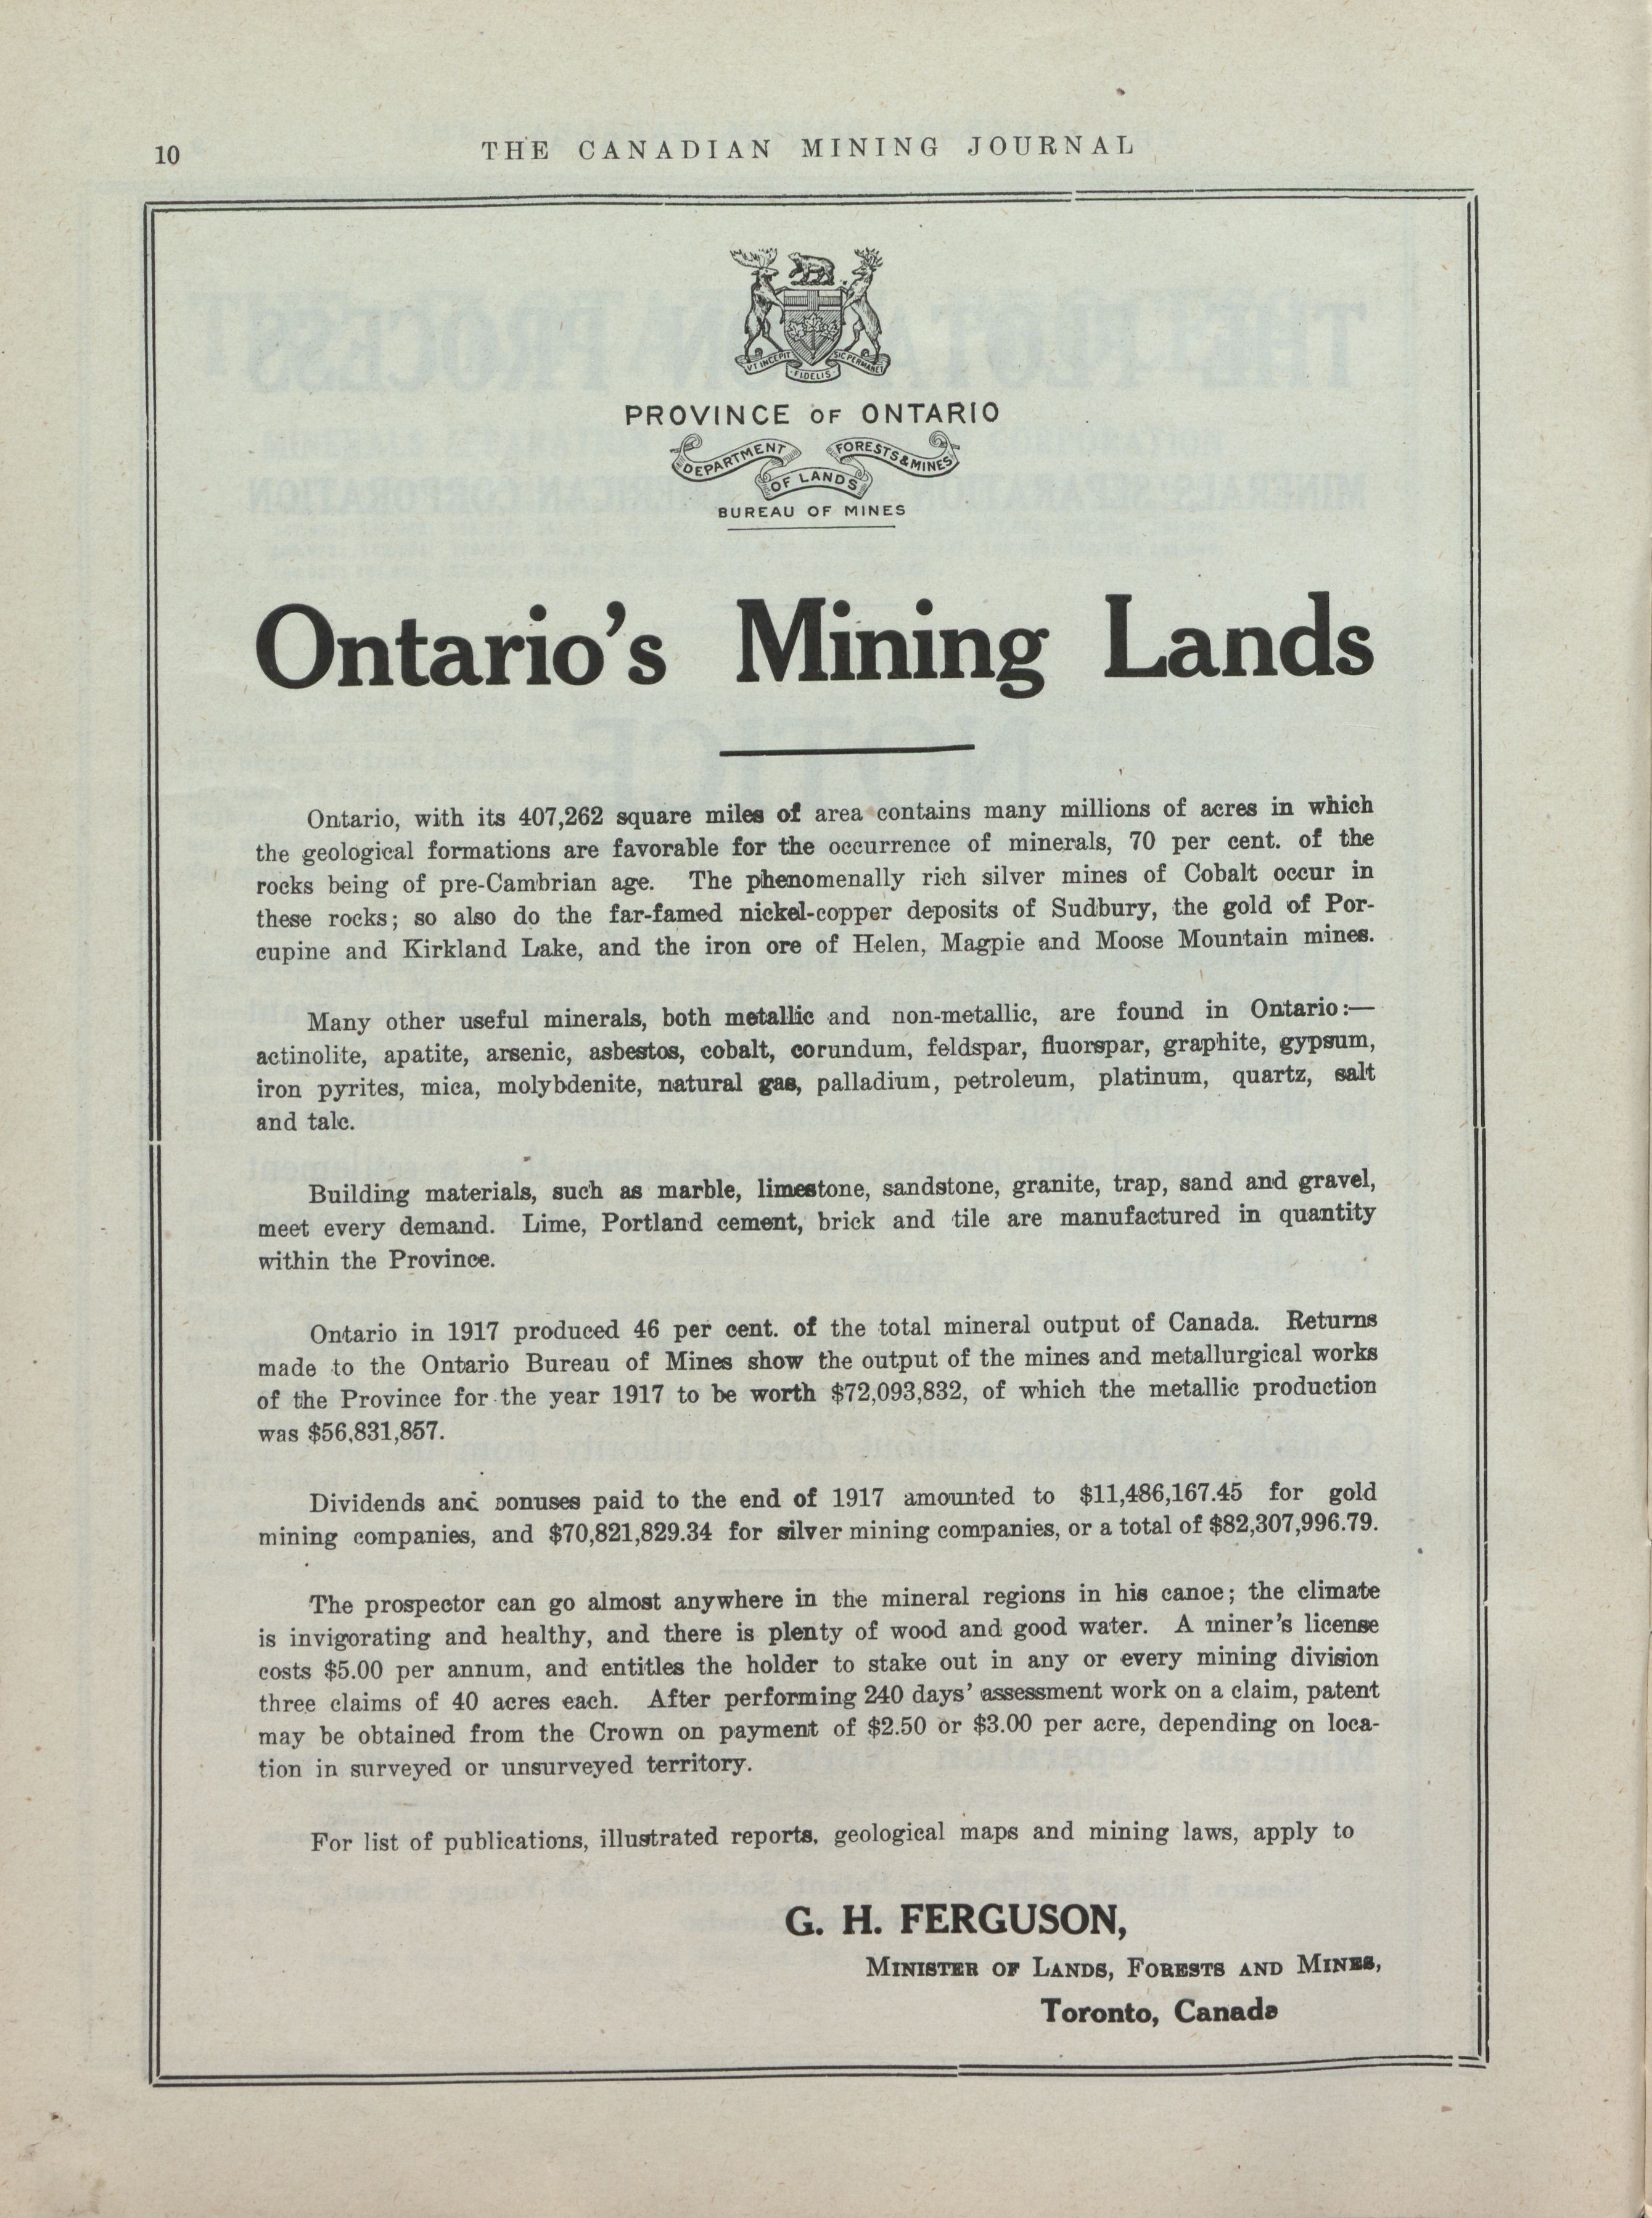 10
THE CANADIAN MINING JOURNAL
VT INCEPIT
FIDELIS
SIC PERMANET
PROVINCE OF ONTARIO
DEPARTMENT
OF LANDS
FORESTS & MINES
BUREAU OF MINES
Ontario's Mining Lands
Ontario, with its 407,262 square miles of area contains many millions of acres in which
the geological formations are favorable for the occurrence of minerals, 70 per cent. of the
rocks being of pre-Cambrian age. The phenomenally rich silver mines of Cobalt occur in
these rocks; so also do the far-famed nickel-copper deposits of Sudbury, the gold of Por-
cupine and Kirkland Lake, and the iron ore of Helen, Magpie and Moose Mountain mines.
Many other useful minerals, both metallic and non-metallic, are found in Ontario:—
actinolite, apatite, arsenic, asbestos, cobalt, corundum, feldspar, fluorspar, graphite, gypsum,
iron pyrites, mica, molybdenite, natural gas, palladium, petroleum, platinum, quartz, salt
and talc.
Building materials, such as marble, limestone, sandstone, granite, trap, sand and gravel,
meet every demand. Lime, Portland cement, brick and tile are manufactured in quantity
within the Province.
Ontario in 1917 produced 46 per cent. of the total mineral output of Canada. Returns
made to the Ontario Bureau of Mines show the output of the mines and metallurgical works
of the Province for the year 1917 to be worth $72,093,832, of which the metallic production
was $56,831,857.
Dividends and bonuses paid to the end of 1917 amounted to $11,486,167.45 for gold
mining companies, and $70,821,829.34 for silver mining companies, or a total of $82,307,996.79.
The prospector can go almost anywhere in the mineral regions in his canoe; the climate
is invigorating and healthy, and there is plenty of wood and good water. A miner's license
costs $5.00 per annum, and entitles the holder to stake out in any or every mining division
three claims of 40 acres each. After performing 240 days' assessment work on a claim, patent
may be obtained from the Crown on payment of $2.50 or $3.00 per acre, depending on loca-
tion in surveyed or unsurveyed territory.
For list of publications, illustrated reports, geological maps and mining laws, apply to
G. H. FERGUSON,
MINISTER OF LANDS, FORESTS AND MINES,
Toronto, Canada